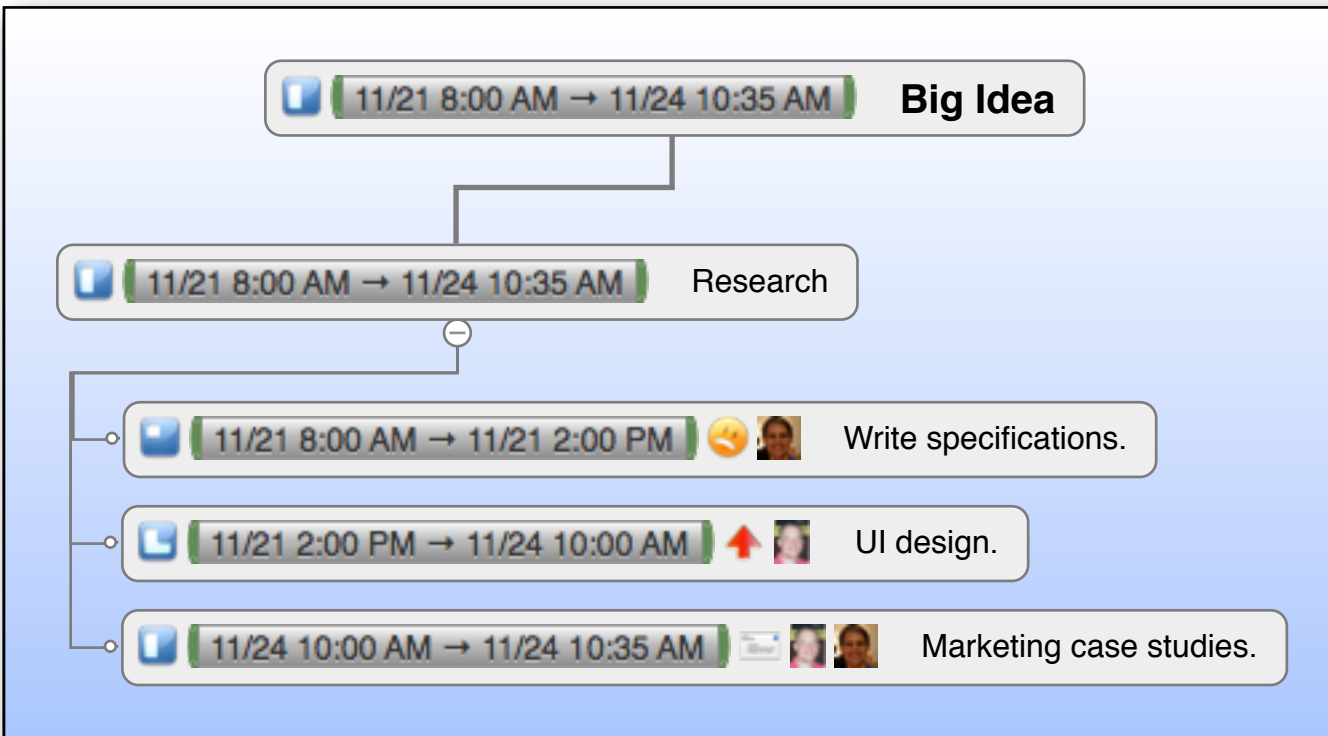 11/21 8:00 AM → 11/24 10:35 AM Big Idea
11/21 8:00 AM → 11/24 10:35 AM Research
11/21 8:00 AM → 11/21 2:00 PM Write specifications.
11/21 2:00 PM → 11/24 10:00 AM UI design.
11/24 10:00 AM → 11/24 10:35 AM Marketing case studies.